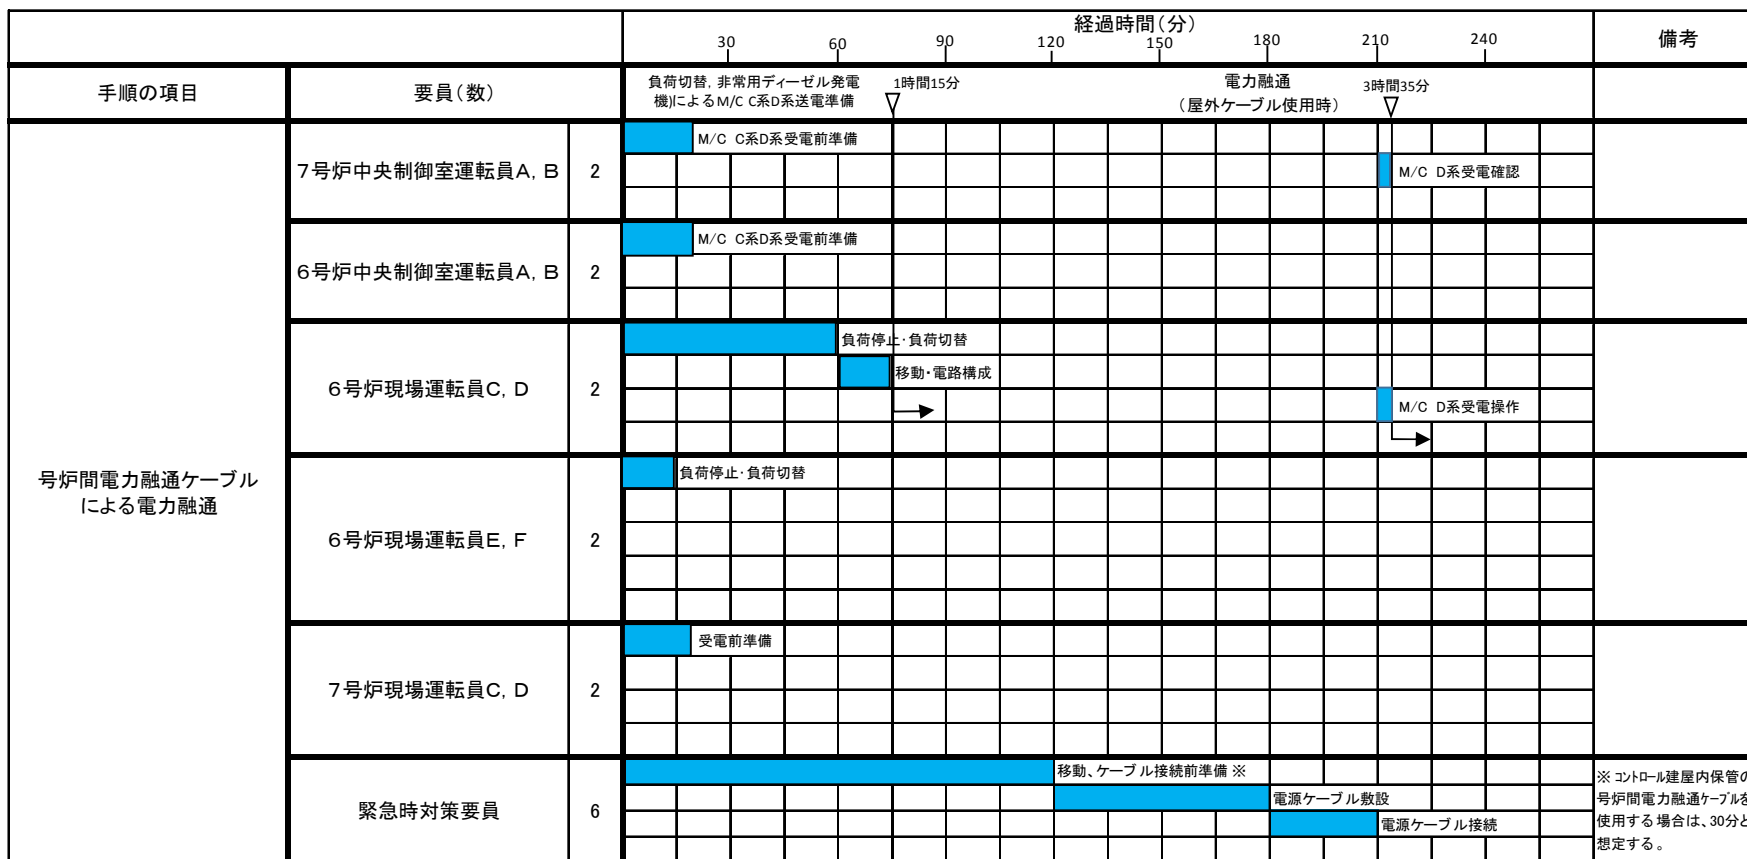 経過時間(分)
30 60 90 120 150 180 210 240
備考
手順の項目
要員(数)
負荷切替, 非常用ディーゼル発電
機)によるM/C C系D系送電準備
1時間15分
電力融通
(屋外ケーブル使用時)
3時間35分
号炉間電力融通ケーブル
による電力融通
7号炉中央制御室運転員A, B 2
M/C C系D系受電前準備
M/C D系受電確認
6号炉中央制御室運転員A, B 2
M/C C系D系受電前準備
6号炉現場運転員C, D 2
負荷停止・負荷切替
移動・電路構成
M/C D系受電操作
6号炉現場運転員E, F 2
負荷停止・負荷切替
7号炉現場運転員C, D 2
受電前準備
緊急時対策要員 6
移動、ケーブル接続前準備 ※
電源ケーブル敷設
電源ケーブル接続
※ コントロール建屋内保管の
号炉間電力融通ケーブルを
使用する場合は、30分と
想定する。